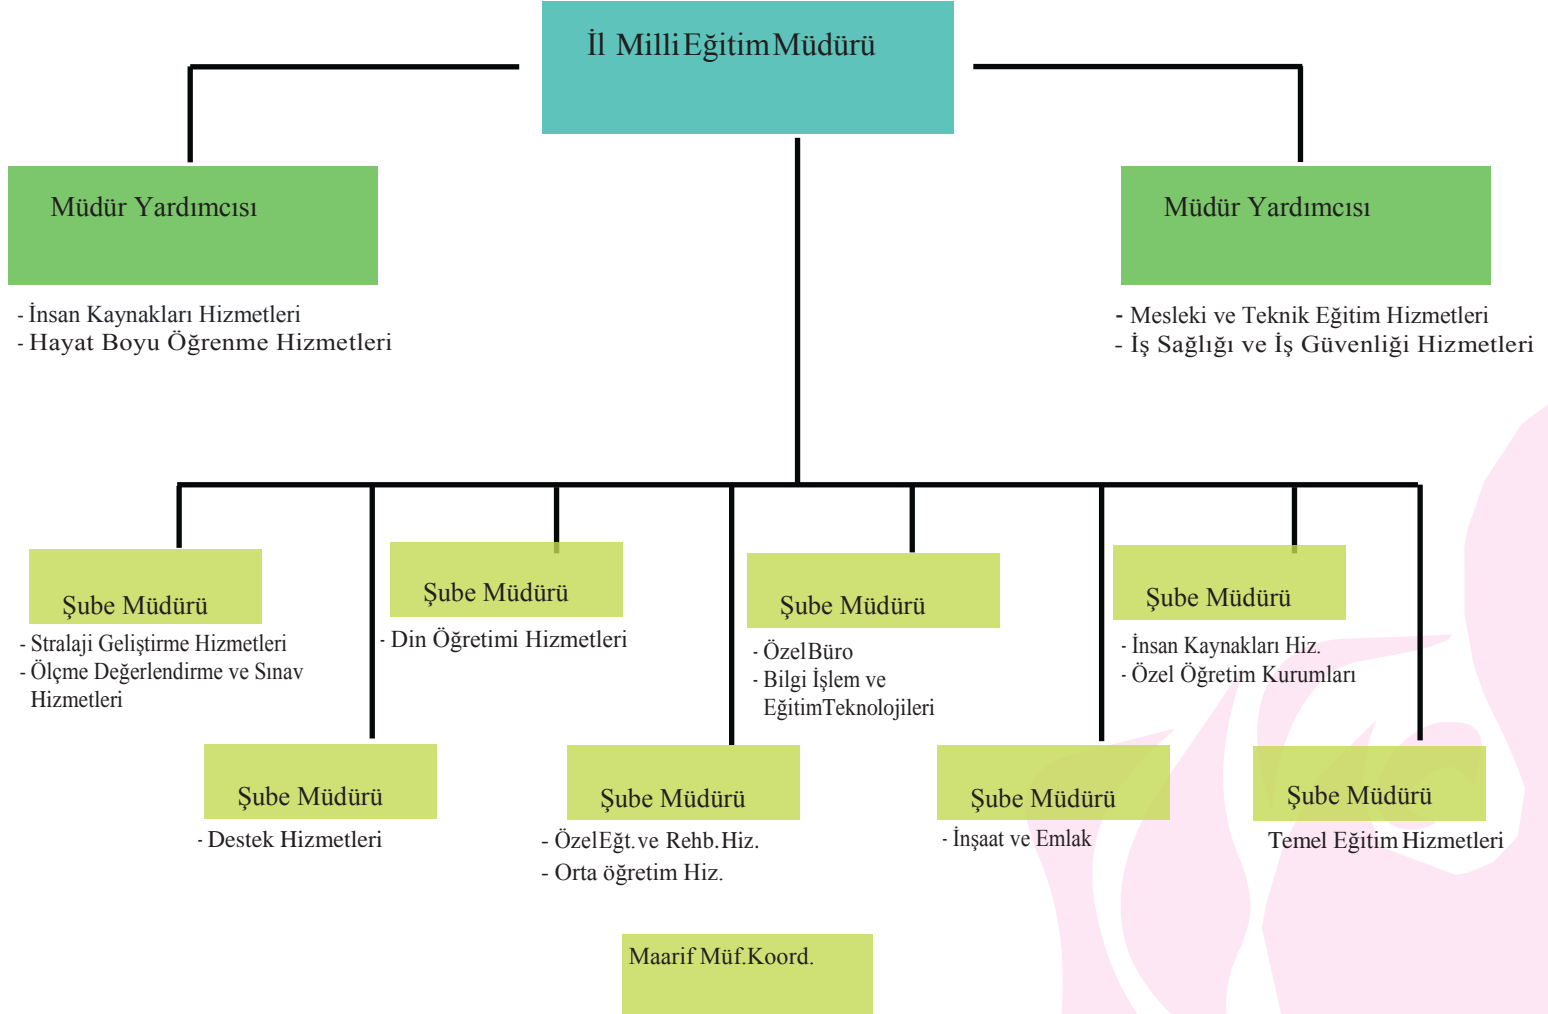 İl Milli Eğitim Müdürü
Müdür Yardımcısı
- İnsan Kaynakları Hizmetleri
- Hayat Boyu Öğrenme Hizmetleri
Müdür Yardımcısı
- Mesleki ve Teknik Eğitim Hizmetleri
- İş Sağlığı ve İş Güvenliği Hizmetleri
Şube Müdürü
- Stralaji Geliştirme Hizmetleri
- Ölçme Değerlendirme ve Sınav
Hizmetleri
Şube Müdürü
- Din Öğretimi Hizmetleri
Şube Müdürü
- Özel Büro
- Bilgi İşlem ve
Eğitim Teknolojileri
Şube Müdürü
- İnsan Kaynakları Hiz.
- Özel Öğretim Kurumları
Şube Müdürü
- Destek Hizmetleri
Şube Müdürü
- Özel Eğt. ve Rehb. Hiz.
- Orta öğretim Hiz.
Şube Müdürü
- İnşaat ve Emlak
Şube Müdürü
Temel Eğitim Hizmetleri
Maarif Müf.Koord.